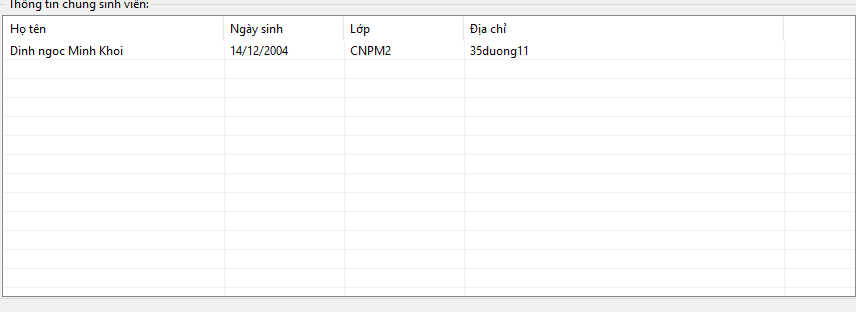 Thông tin chung sinh viên:
Họ tên Ngày sinh Lớp Địa chỉ
Dinh ngoc Minh Khoi 14/12/2004 CNPM2 35duong11